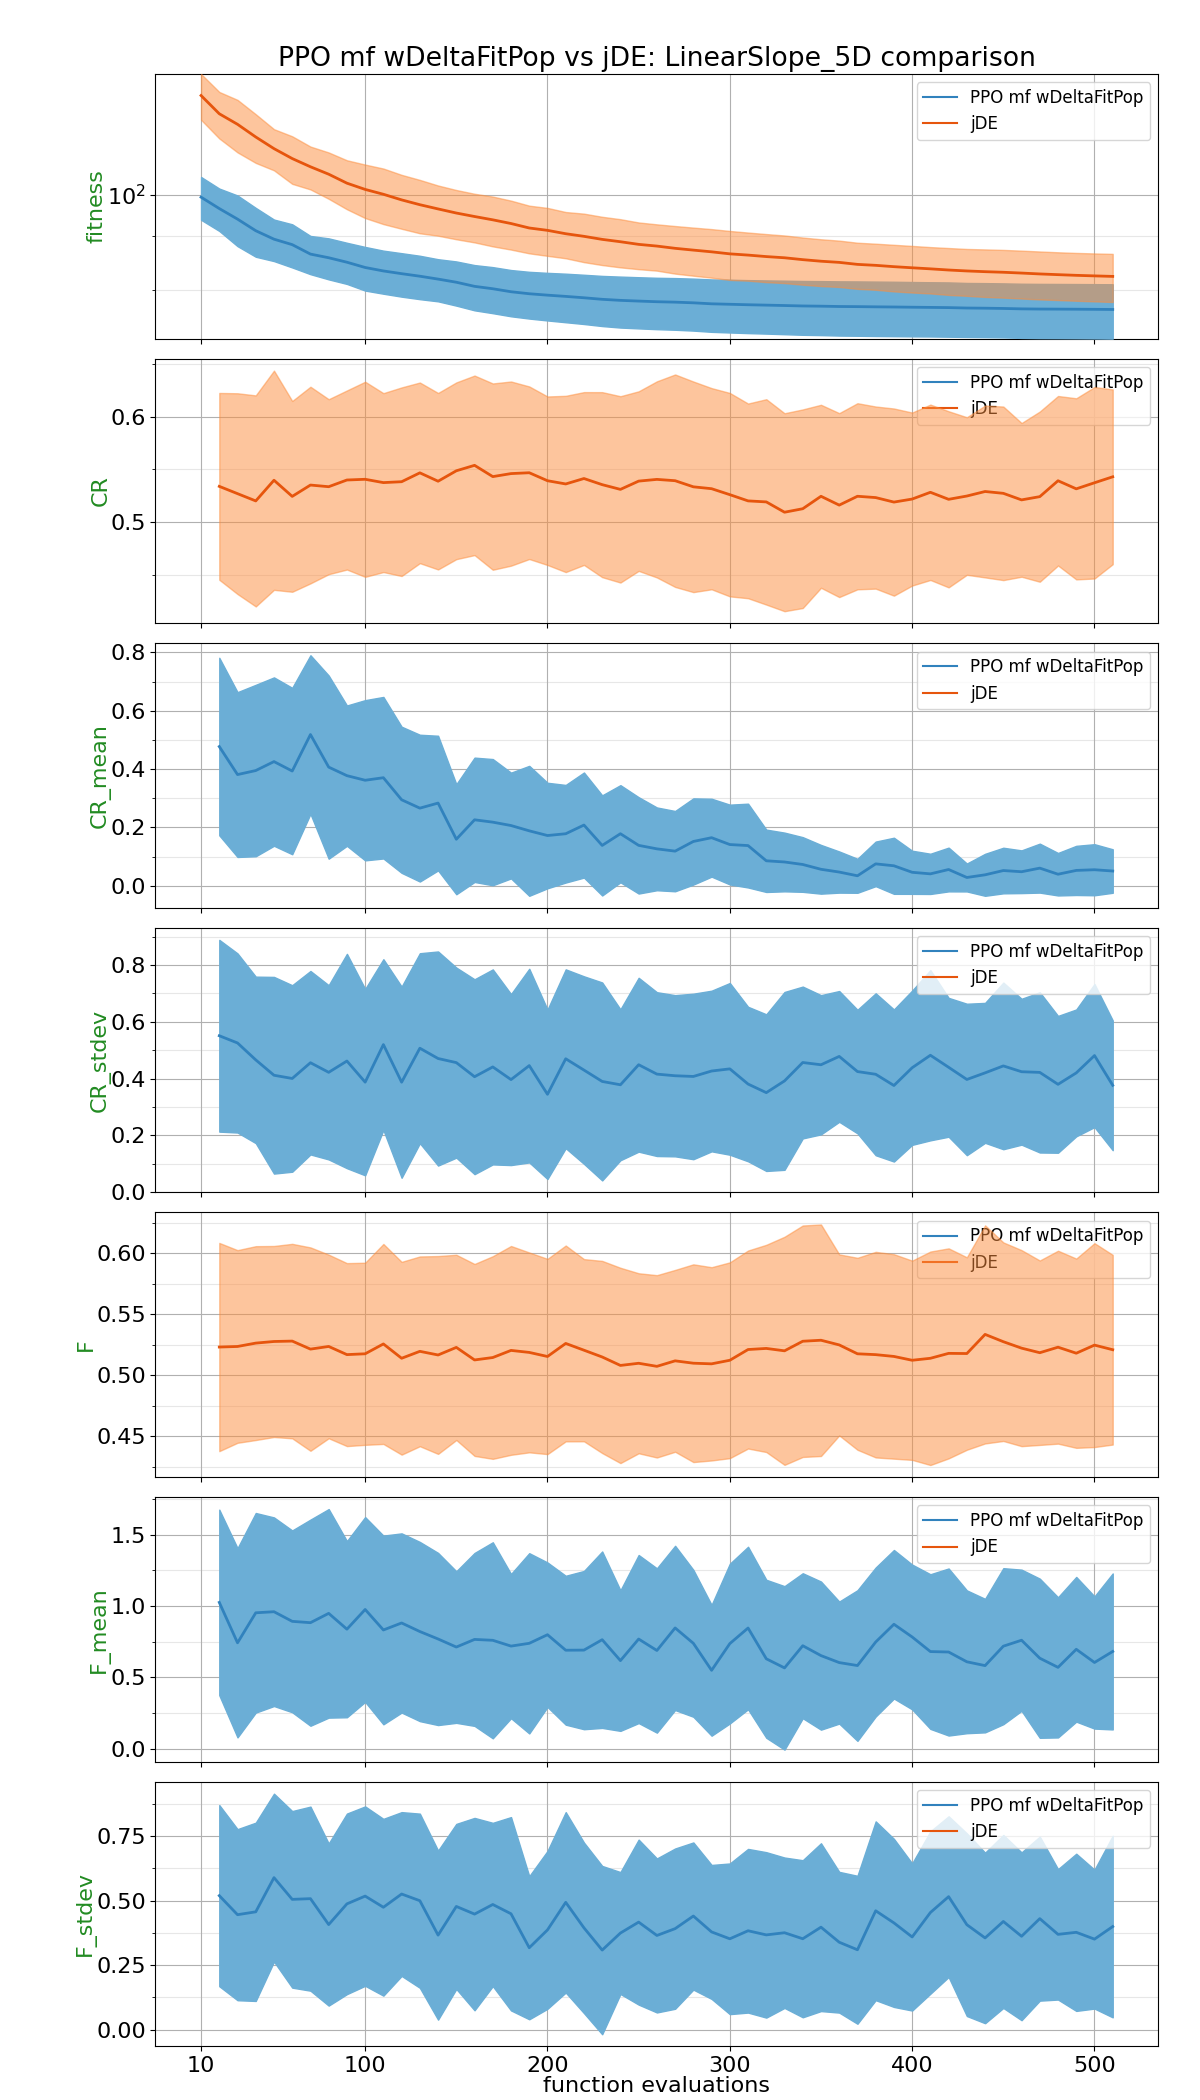 PPO mf wDeltaFitPop vs jDE: LinearSlope_5D comparison
PPO mf wDeltaFitPop
jDE
10²
fitness
PPO mf wDeltaFitPop
jDE
0.6
0.5
CR
PPO mf wDeltaFitPop
jDE
0.8
0.6
0.4
0.2
0.0
CR_mean
PPO mf wDeltaFitPop
jDE
0.8
0.6
0.4
0.2
0.0
CR_stdev
PPO mf wDeltaFitPop
jDE
0.60
0.55
0.50
0.45
F
PPO mf wDeltaFitPop
jDE
1.5
1.0
0.5
0.0
F_mean
PPO mf wDeltaFitPop
jDE
0.75
0.50
0.25
0.00
F_stdev
10 100 200 300 400 500
function evaluations